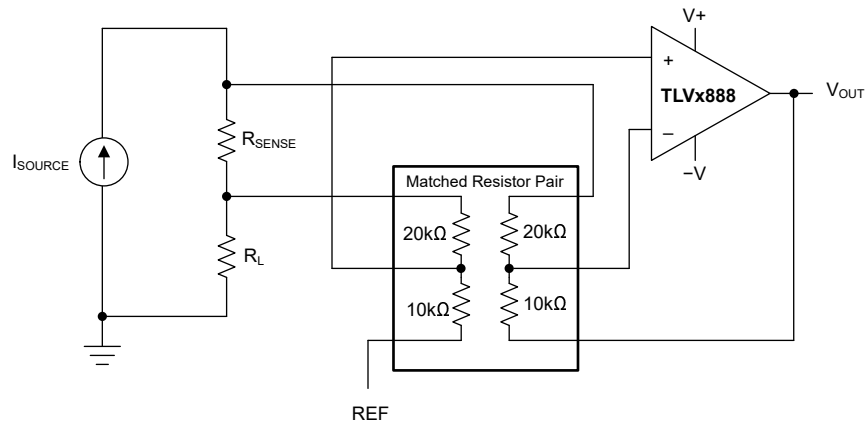 V+
+
TLVx888
V<sub>OUT</sub>
−
−V
R<sub>SENSE</sub>
I<sub>SOURCE</sub>
Matched Resistor Pair
20kΩ
20kΩ
R<sub>L</sub>
10kΩ
10kΩ
REF